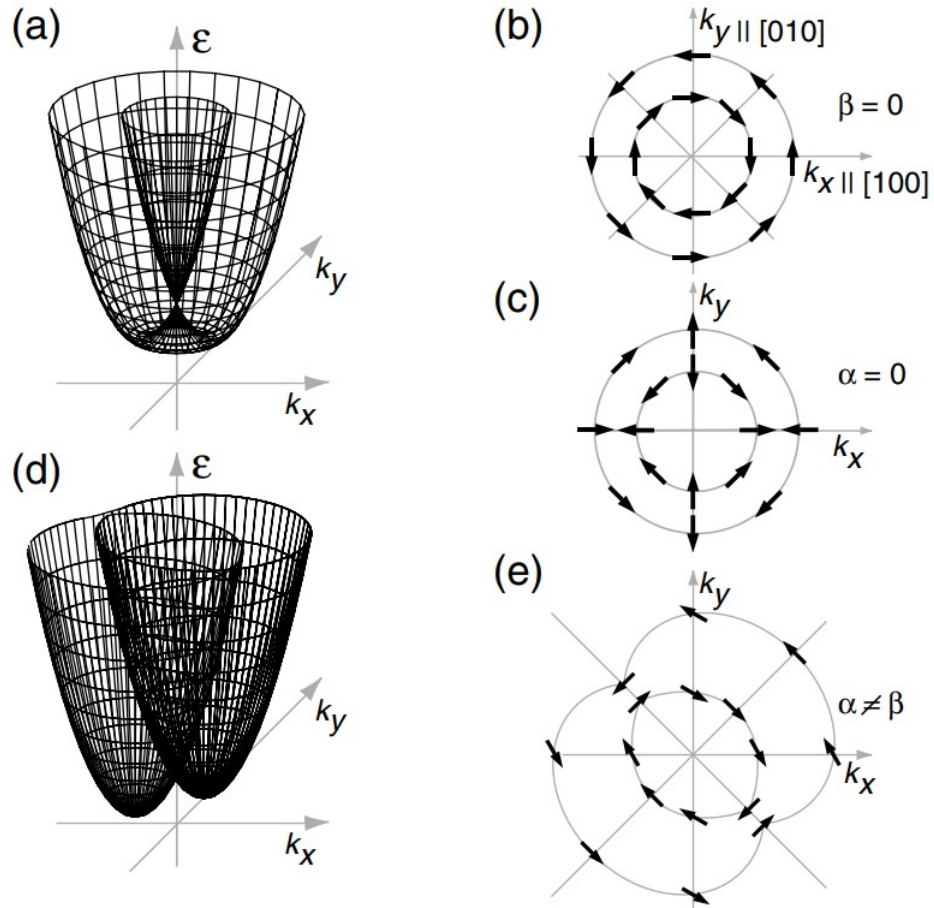 (a)
ε
k_y
k_x
(b)
k_y || [010]
β = 0
k_x || [100]
(c)
k_y
α = 0
k_x
(d)
ε
k_y
k_x
(e)
k_y
α ≠ β
k_x